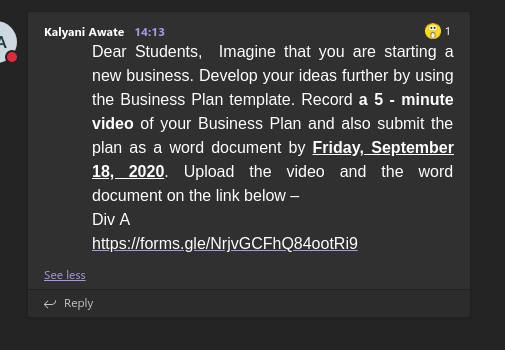 A
Kalyani Awate 14:13
1
Dear Students, Imagine that you are starting a
new business. Develop your ideas further by using
the Business Plan template. Record a 5 - minute
video of your Business Plan and also submit the
plan as a word document by Friday, September
18, 2020. Upload the video and the word
document on the link below –
Div A
https://forms.gle/NrjvGCFhQ84ootRi9
See less
Reply